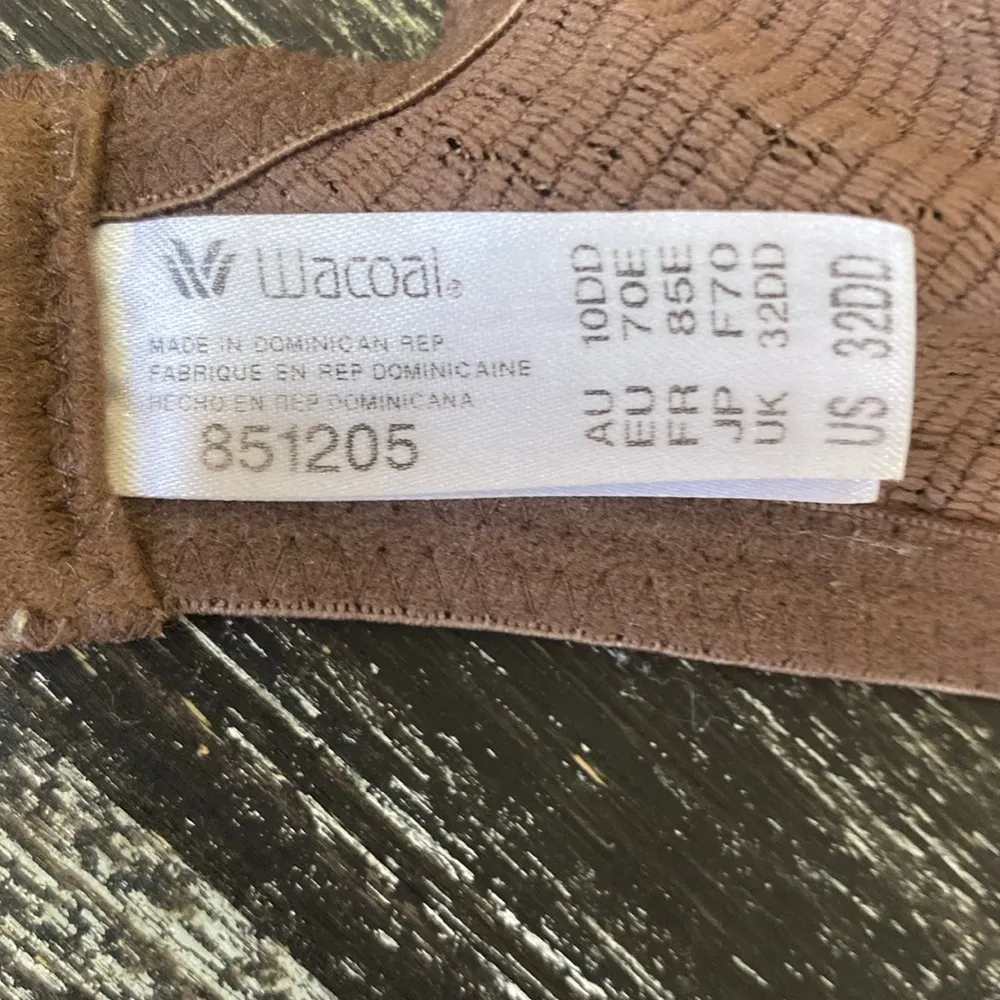 Wacoal®
MADE IN DOMINICAN REP.
FABRIQUE EN REP DOMINICAINE
HECHO EN REP DOMINICANA
851205
AU 10DD
EU 70E
FR 85E
JP F70
UK 32DD
US 32DD